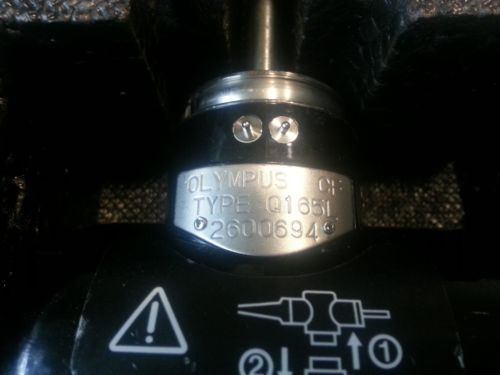 OLYMPUS CF
TYPE Q165L
2600694
①
②